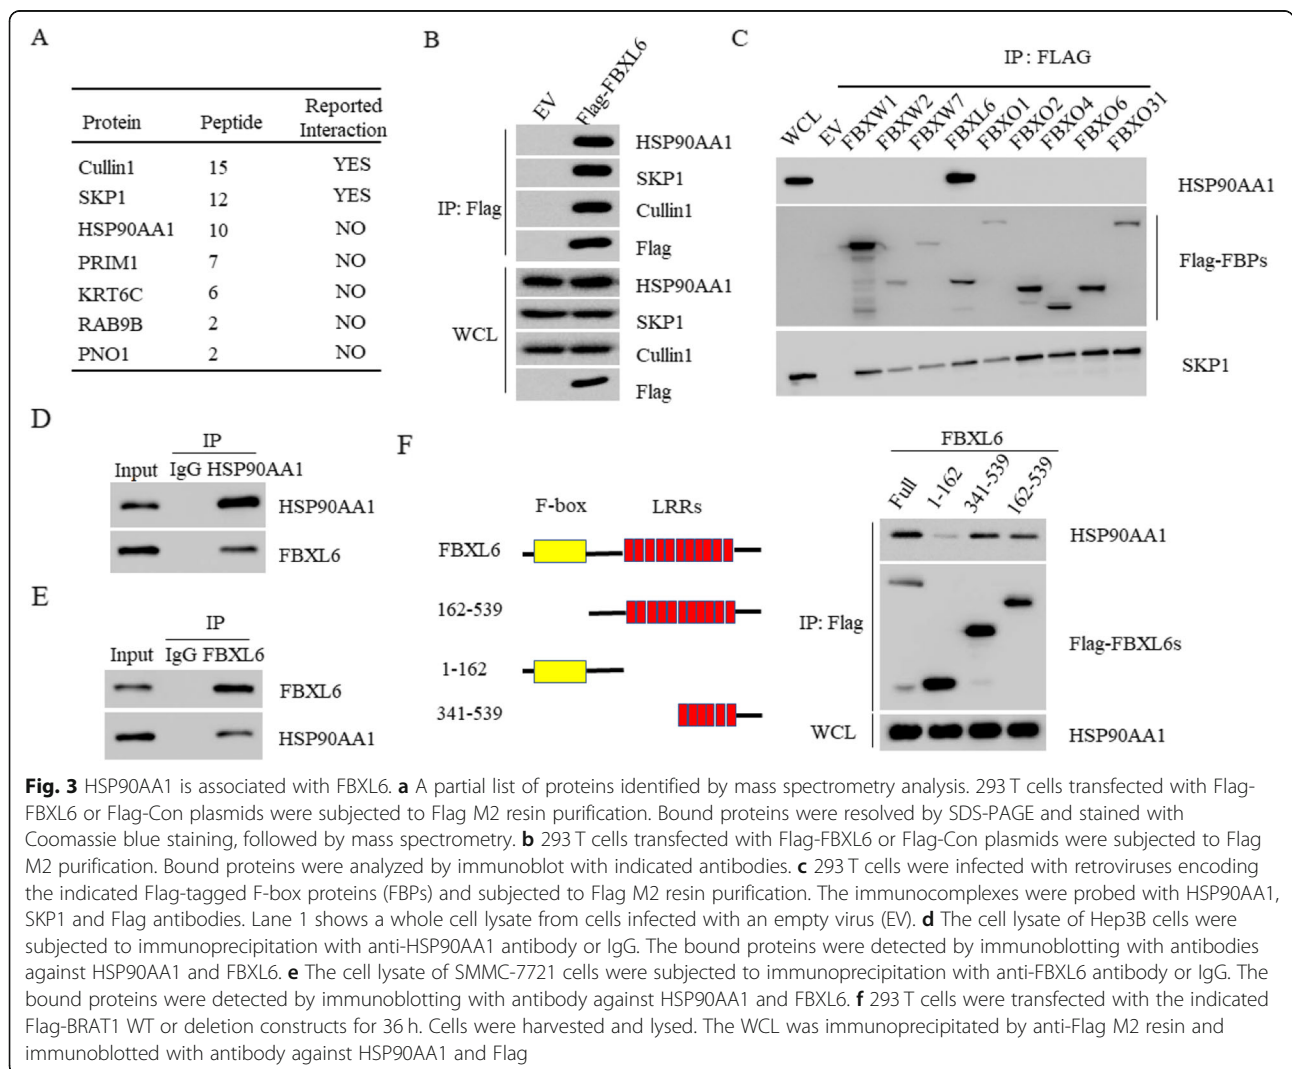 A
Protein Peptide Reported Interaction
Cullin1 15 YES
SKP1 12 YES
HSP90AA1 10 NO
PRIM1 7 NO
KRT6C 6 NO
RAB9B 2 NO
PNO1 2 NO
B
EV Flag-FBXL6
IP: Flag
HSP90AA1
SKP1
Cullin1
Flag
WCL
HSP90AA1
SKP1
Cullin1
Flag
C
IP: FLAG
WCL EV FBXW1 FBXW2 FBXW7 FBXL6 FBXO1 FBXO2 FBXO4 FBXO6 FBXO31
HSP90AA1
Flag-FBPs
SKP1
D
IP
Input IgG HSP90AA1
HSP90AA1
FBXL6
E
IP
Input IgG FBXL6
FBXL6
HSP90AA1
F
F-box LRRs
FBXL6
162-539
1-162
341-539
FBXL6
Full 1-162 341-539 162-539
IP: Flag
HSP90AA1
Flag-FBXL6s
WCL
HSP90AA1
Fig. 3 HSP90AA1 is associated with FBXL6. a A partial list of proteins identified by mass spectrometry analysis. 293 T cells transfected with Flag-
FBXL6 or Flag-Con plasmids were subjected to Flag M2 resin purification. Bound proteins were resolved by SDS-PAGE and stained with
Coomassie blue staining, followed by mass spectrometry. b 293 T cells transfected with Flag-FBXL6 or Flag-Con plasmids were subjected to Flag
M2 purification. Bound proteins were analyzed by immunoblot with indicated antibodies. c 293 T cells were infected with retroviruses encoding
the indicated Flag-tagged F-box proteins (FBPs) and subjected to Flag M2 resin purification. The immunocomplexes were probed with HSP90AA1,
SKP1 and Flag antibodies. Lane 1 shows a whole cell lysate from cells infected with an empty virus (EV). d The cell lysate of Hep3B cells were
subjected to immunoprecipitation with anti-HSP90AA1 antibody or IgG. The bound proteins were detected by immunoblotting with antibodies
against HSP90AA1 and FBXL6. e The cell lysate of SMMC-7721 cells were subjected to immunoprecipitation with anti-FBXL6 antibody or IgG. The
bound proteins were detected by immunoblotting with antibody against HSP90AA1 and FBXL6. f 293 T cells were transfected with the indicated
Flag-BRAT1 WT or deletion constructs for 36 h. Cells were harvested and lysed. The WCL was immunoprecipitated by anti-Flag M2 resin and
immunoblotted with antibody against HSP90AA1 and Flag